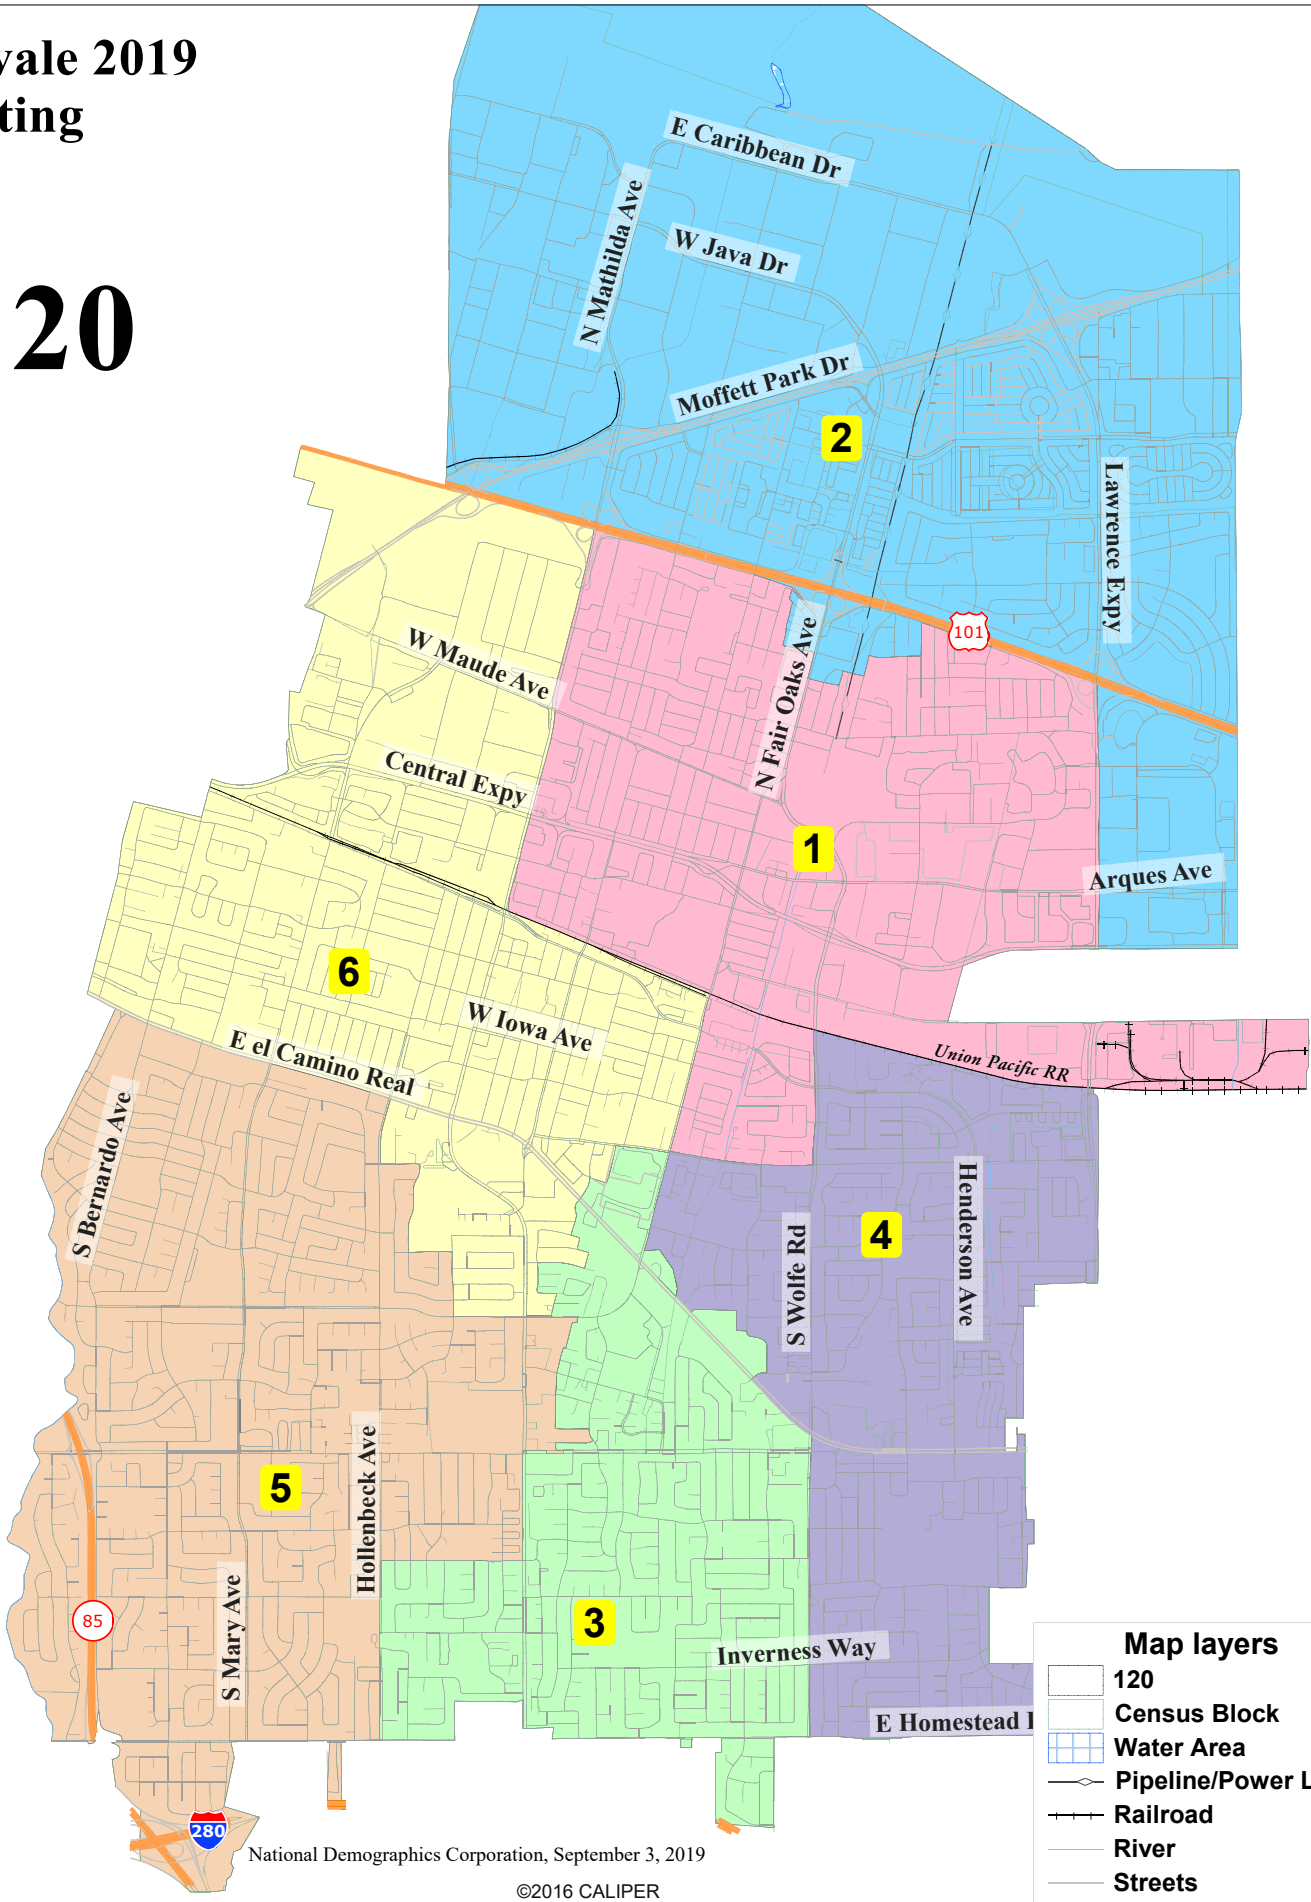 vale 2019
ting
20
E Caribbean Dr
N Mathilda Ave
W Java Dr
Moffett Park Dr
2
Lawrence Expy
101
W Maude Ave
N Fair Oaks Ave
Central Expy
1
Arques Ave
6
W Iowa Ave
E el Camino Real
Union Pacific RR
S Bernardo Ave
Henderson Ave
4
S Wolfe Rd
Hollenbeck Ave
5
S Mary Ave
85
3
Inverness Way
E Homestead
280
Map layers
120
Census Block
Water Area
Pipeline/Power L
Railroad
River
Streets
National Demographics Corporation, September 3, 2019
©2016 CALIPER